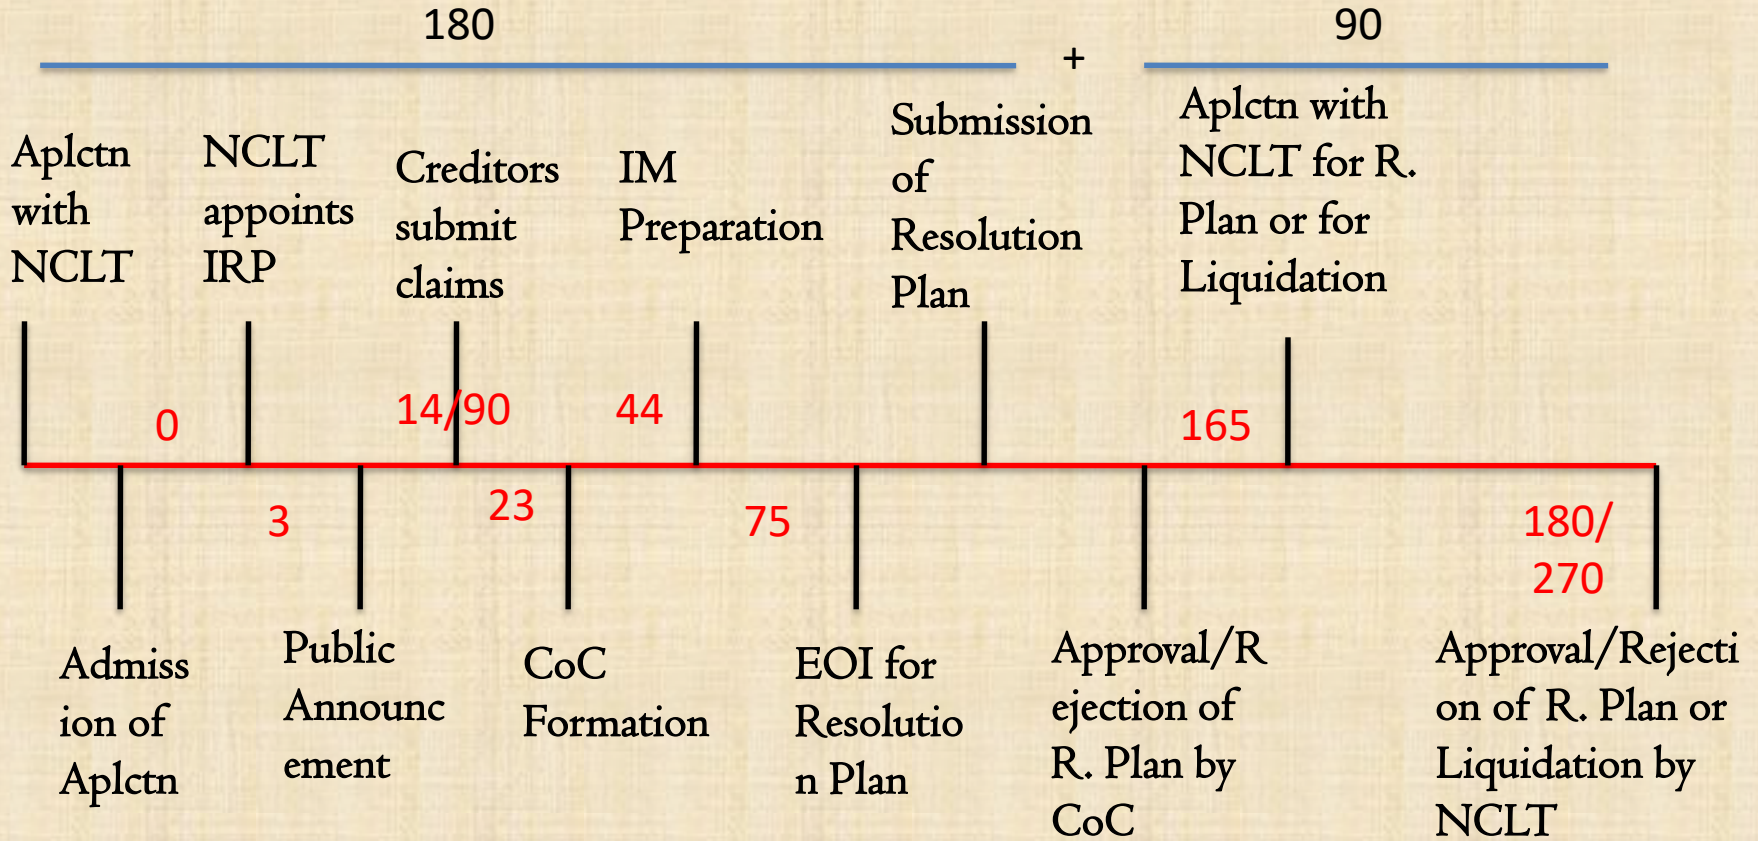 180
+
90
Aplctn
with
NCLT
NCLT
appoints
IRP
Creditors
submit
claims
IM
Preparation
Submission
of
Resolution
Plan
Aplctn with
NCLT for R.
Plan or for
Liquidation
0
14/90
44
165
3
23
75
180/
270
Admiss
ion of
Aplctn
Public
Announc
ement
CoC
Formation
EOI for
Resolutio
n Plan
Approval/R
ejection of
R. Plan by
CoC
Approval/Rejecti
on of R. Plan or
Liquidation by
NCLT